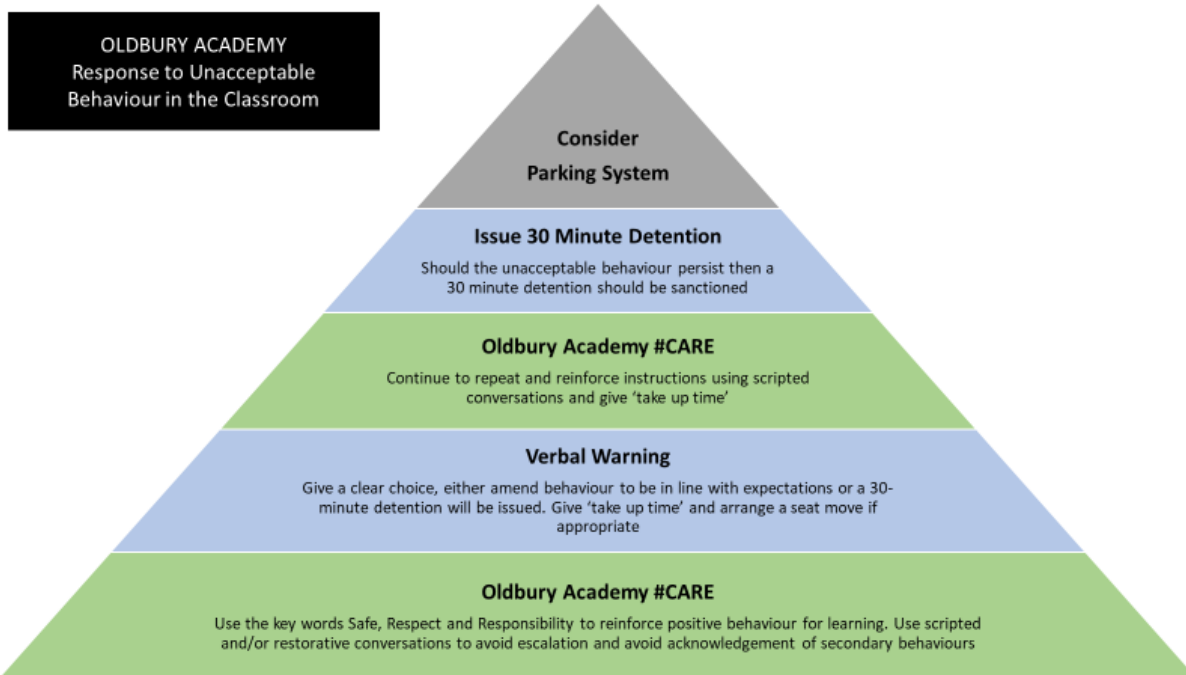 OLDBURY ACADEMY
Response to Unacceptable
Behaviour in the Classroom
Consider
Parking System
Issue 30 Minute Detention
Should the unacceptable behaviour persist then a
30 minute detention should be sanctioned
Oldbury Academy #CARE
Continue to repeat and reinforce instructions using scripted
conversations and give ‘take up time’
Verbal Warning
Give a clear choice, either amend behaviour to be in line with expectations or a 30-
minute detention will be issued. Give ‘take up time’ and arrange a seat move if
appropriate
Oldbury Academy #CARE
Use the key words Safe, Respect and Responsibility to reinforce positive behaviour for learning. Use scripted
and/or restorative conversations to avoid escalation and avoid acknowledgement of secondary behaviours